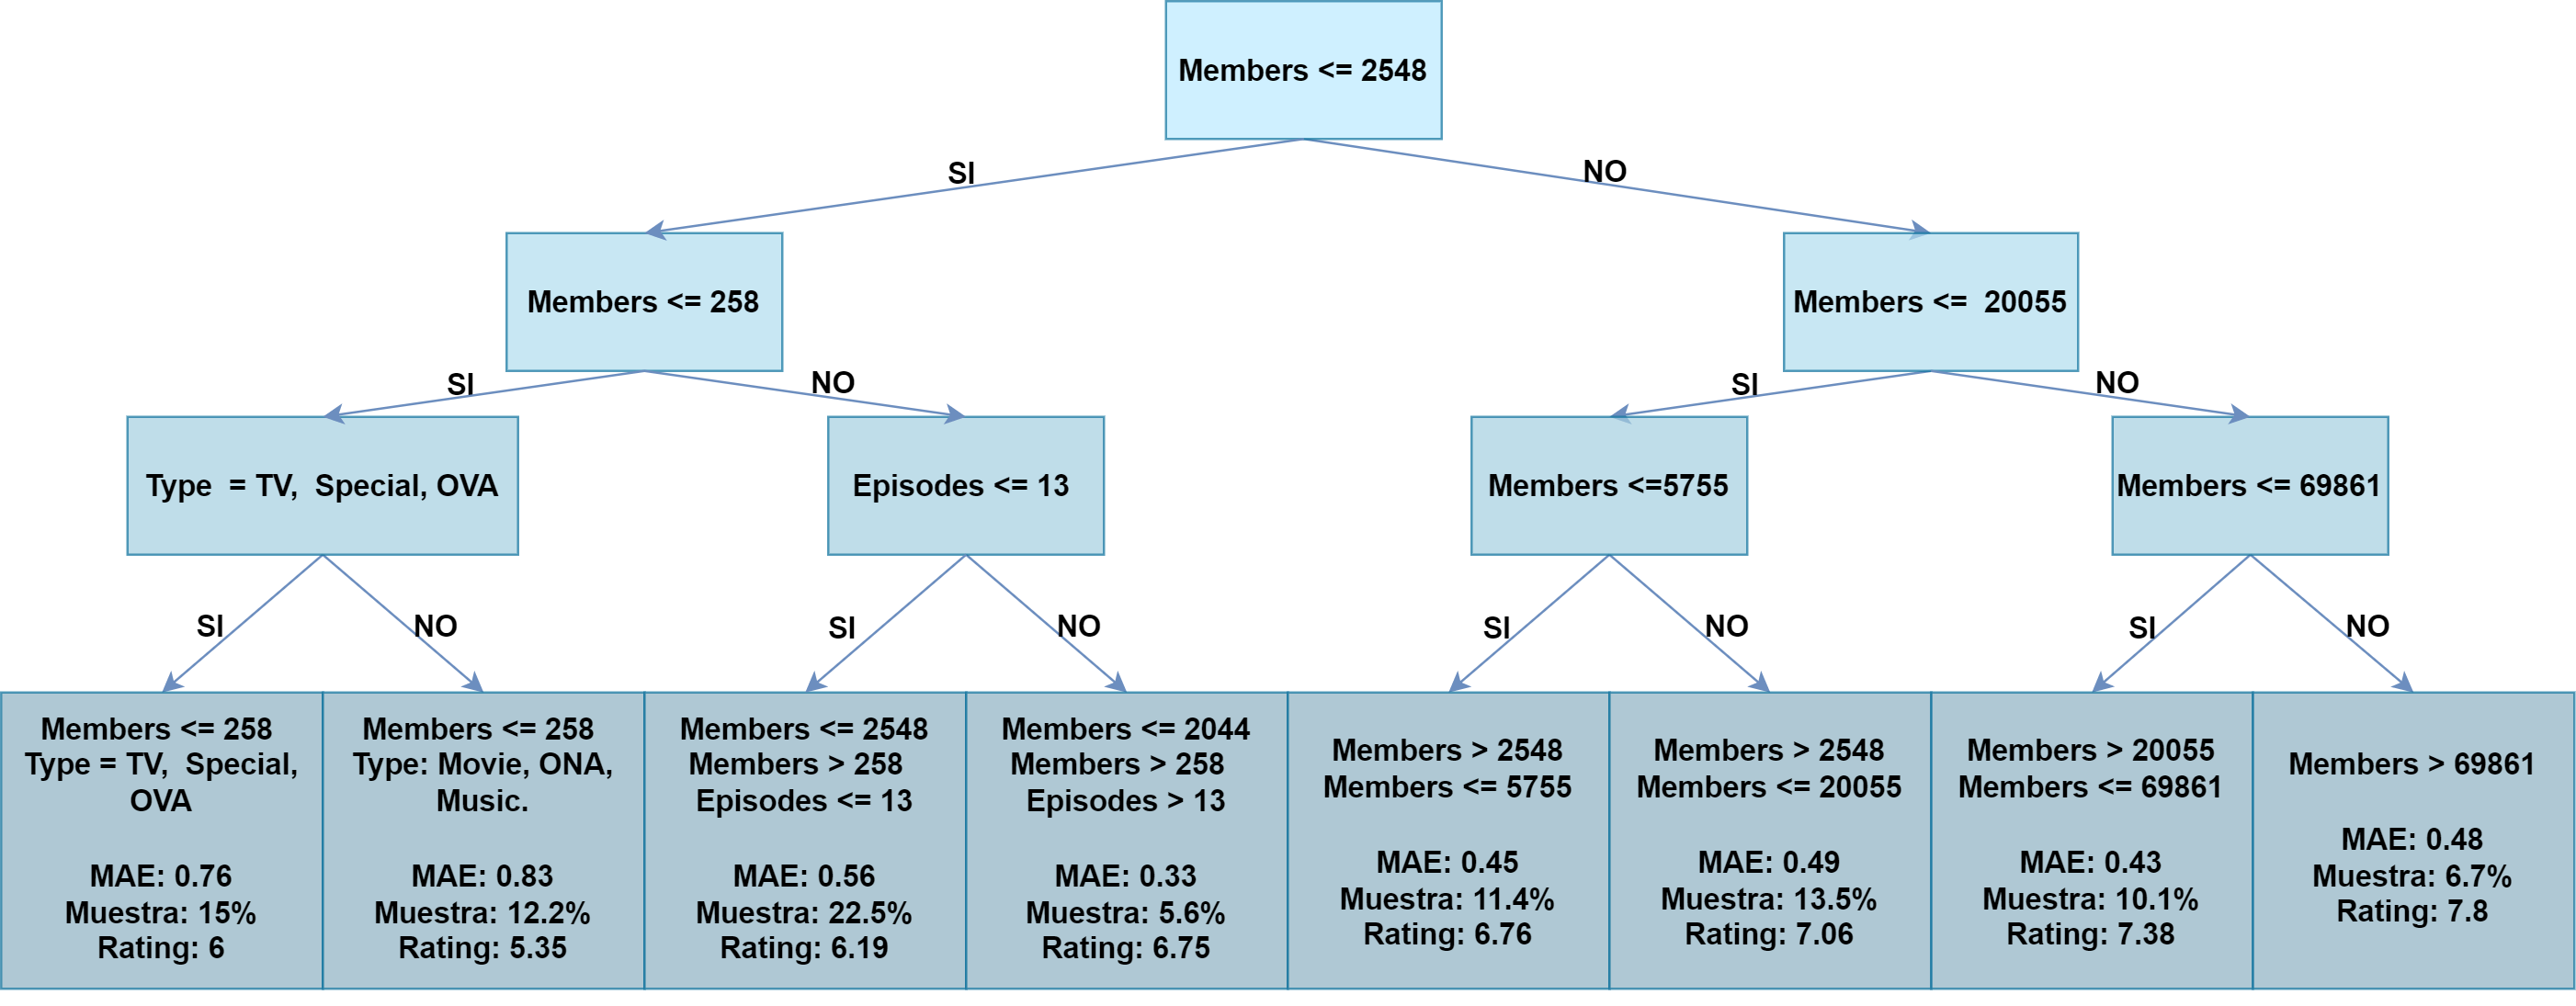 Members <= 2548
SI
NO
Members <= 258
Members <=  20055
SI
NO
SI
NO
Type  = TV,  Special, OVA
Episodes <= 13
Members <=5755
Members <= 69861
SI
NO
SI
NO
SI
NO
SI
NO
Members <= 258
Type = TV,  Special,
OVA
MAE: 0.76
Muestra: 15%
Rating: 6
Members <= 258
Type: Movie, ONA,
Music.
MAE: 0.83
Muestra: 12.2%
Rating: 5.35
Members <= 2548
Members > 258
Episodes <= 13
MAE: 0.56
Muestra: 22.5%
Rating: 6.19
Members <= 2044
Members > 258
Episodes > 13
MAE: 0.33
Muestra: 5.6%
Rating: 6.75
Members > 2548
Members <= 5755
MAE: 0.45
Muestra: 11.4%
Rating: 6.76
Members > 2548
Members <= 20055
MAE: 0.49
Muestra: 13.5%
Rating: 7.06
Members > 20055
Members <= 69861
MAE: 0.43
Muestra: 10.1%
Rating: 7.38
Members > 69861
MAE: 0.48
Muestra: 6.7%
Rating: 7.8